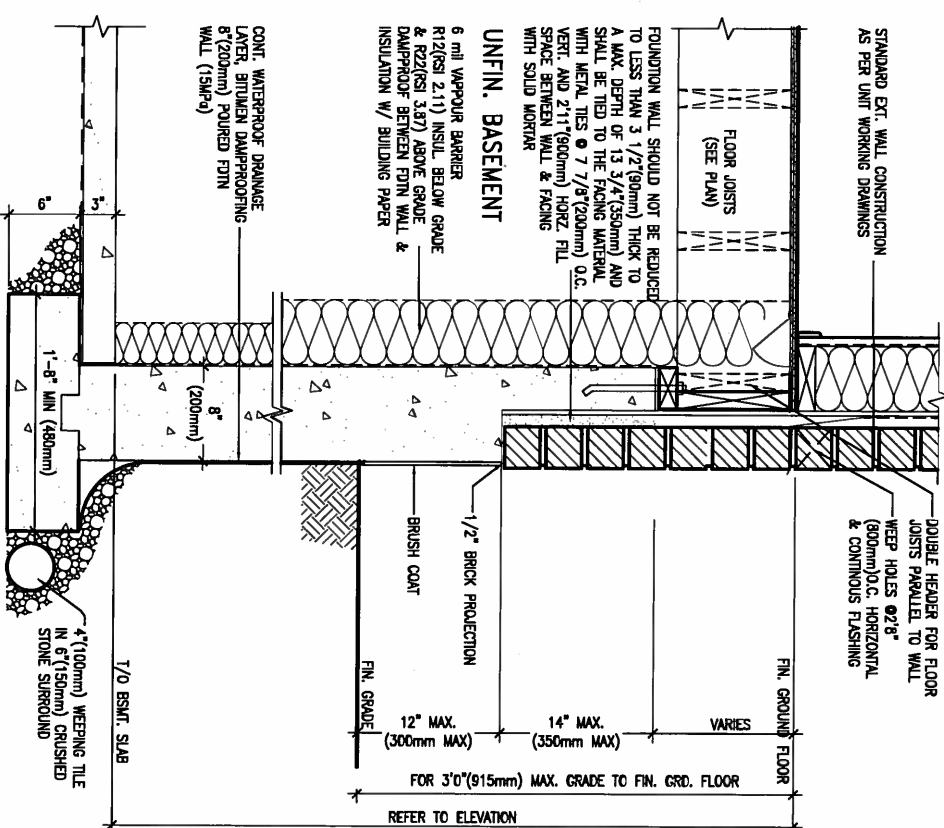 STANDARD EXT. WALL CONSTRUCTION
AS PER UNIT WORKING DRAWINGS
FLOOR JOISTS
(SEE PLAN)
FOUNDTION WALL SHOULD NOT BE REDUCED
TO LESS THAN 3 1/2"(90mm) THICK TO
A MAX. DEPTH OF 13 3/4"(350mm) AND
SHALL BE TIED TO THE FACING MATERIAL
WITH METAL TIES @ 7 7/8"(200mm) O.C.
VERT. AND 2'11"(900mm) HORZ. FILL
SPACE BETWEEN WALL & FACING
WITH SOLID MORTAR
UNFIN. BASEMENT
6 mil VAPPOUR BARRIER
R12(RSI 2.11) INSUL BELOW GRADE
& R22(RSI 3.87) ABOVE GRADE
DAMPPROOF BETWEEN FDTN WALL &
INSULATION W/ BUILDING PAPER
CONT. WATERPROOF DRAINAGE
LAYER, BITUMEN DAMPPROOFING
8"(200mm) POURED FDTN
WALL (15MPa)
6"
3"
1'-8" MIN (480mm)
8"
(200mm)
DOUBLE HEADER FOR FLOOR
JOISTS PARALLEL TO WALL
WEEP HOLES @2'8"
(800mm)O.C. HORIZONTAL
& CONTINOUS FLASHING
1/2" BRICK PROJECTION
BRUSH COAT
FIN. GROUND FLOOR
FIN. GRADE
T/O BSMT. SLAB
4"(100mm) WEEPING TILE
IN 6"(150mm) CRUSHED
STONE SURROUND
12" MAX.
(300mm MAX)
14" MAX.
(350mm MAX)
VARIES
FOR 3'0"(915mm) MAX. GRADE TO FIN. GRD. FLOOR
REFER TO ELEVATION